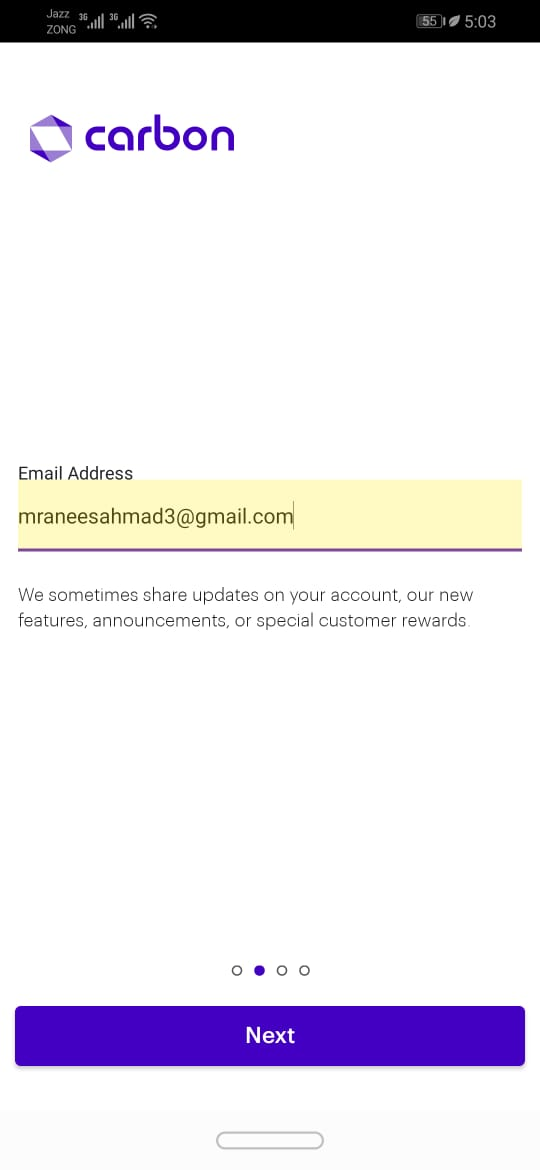 Jazz 3G 3G 55 5:03
ZONG
carbon
Email Address
mraneesahmad3@gmail.com
We sometimes share updates on your account, our new
features, announcements, or special customer rewards.
Next